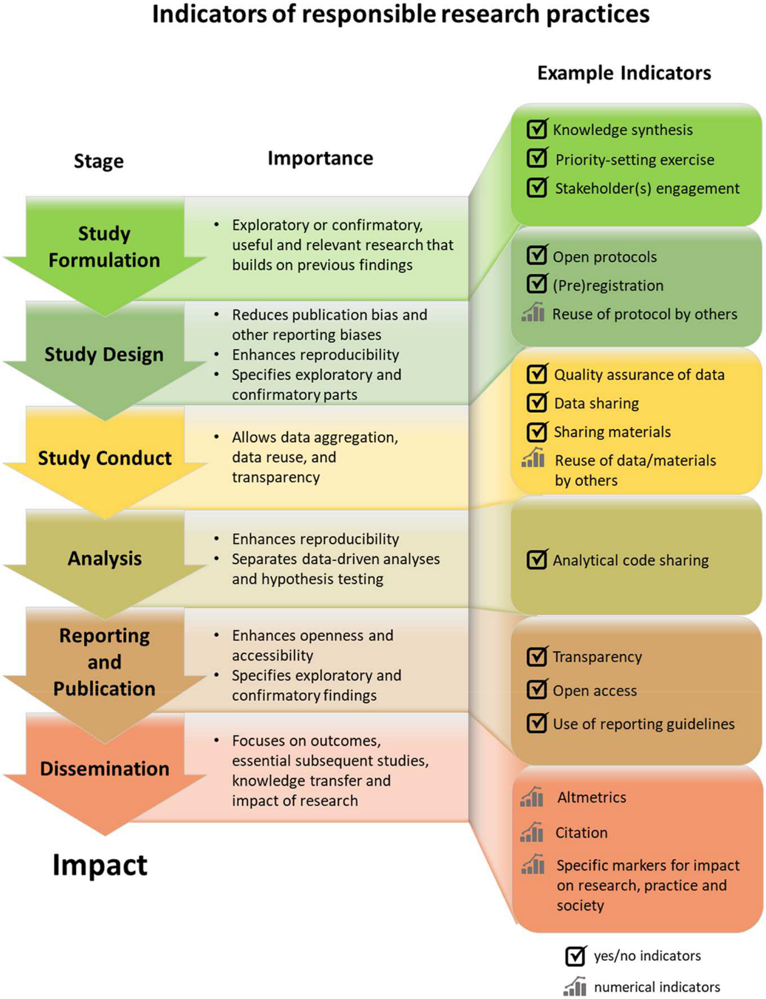 Indicators of responsible research practices
Stage
Importance
Example Indicators
Study
Formulation
• Exploratory or confirmatory,
useful and relevant research that
builds on previous findings
Knowledge synthesis
Priority-setting exercise
Stakeholder(s) engagement
Study Design
• Reduces publication bias and
other reporting biases
• Enhances reproducibility
• Specifies exploratory and
confirmatory parts
Open protocols
(Pre)registration
Reuse of protocol by others
Study Conduct
• Allows data aggregation,
data reuse, and
transparency
Quality assurance of data
Data sharing
Sharing materials
Reuse of data/materials
by others
Analysis
• Enhances reproducibility
• Separates data-driven analyses
and hypothesis testing
Analytical code sharing
Reporting
and
Publication
• Enhances openness and
accessibility
• Specifies exploratory and
confirmatory findings
Transparency
Open access
Use of reporting guidelines
Dissemination
• Focuses on outcomes,
essential subsequent studies,
knowledge transfer and
impact of research
Altmetrics
Citation
Specific markers for impact
on research, practice and
society
Impact
yes/no indicators
numerical indicators